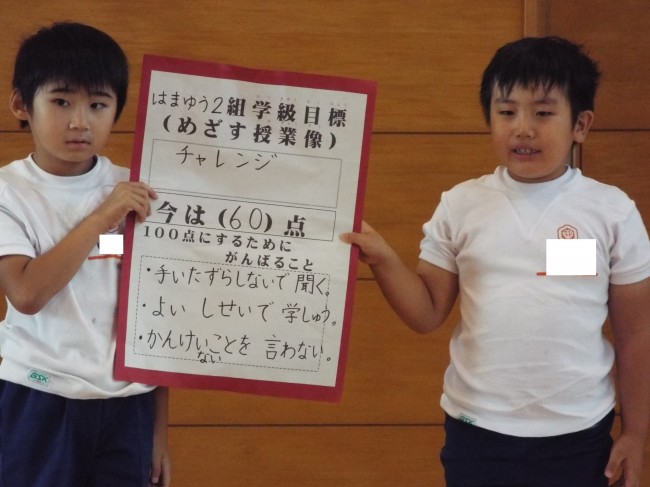 はまゆう2組学級目標
(めざす授業像)
チャレンジ
今は(60)点
100点にするために
がんばること
・手いたずらしないで聞く。
・よいしせいで学しゅう。
・かんけいことを言わない。
ない